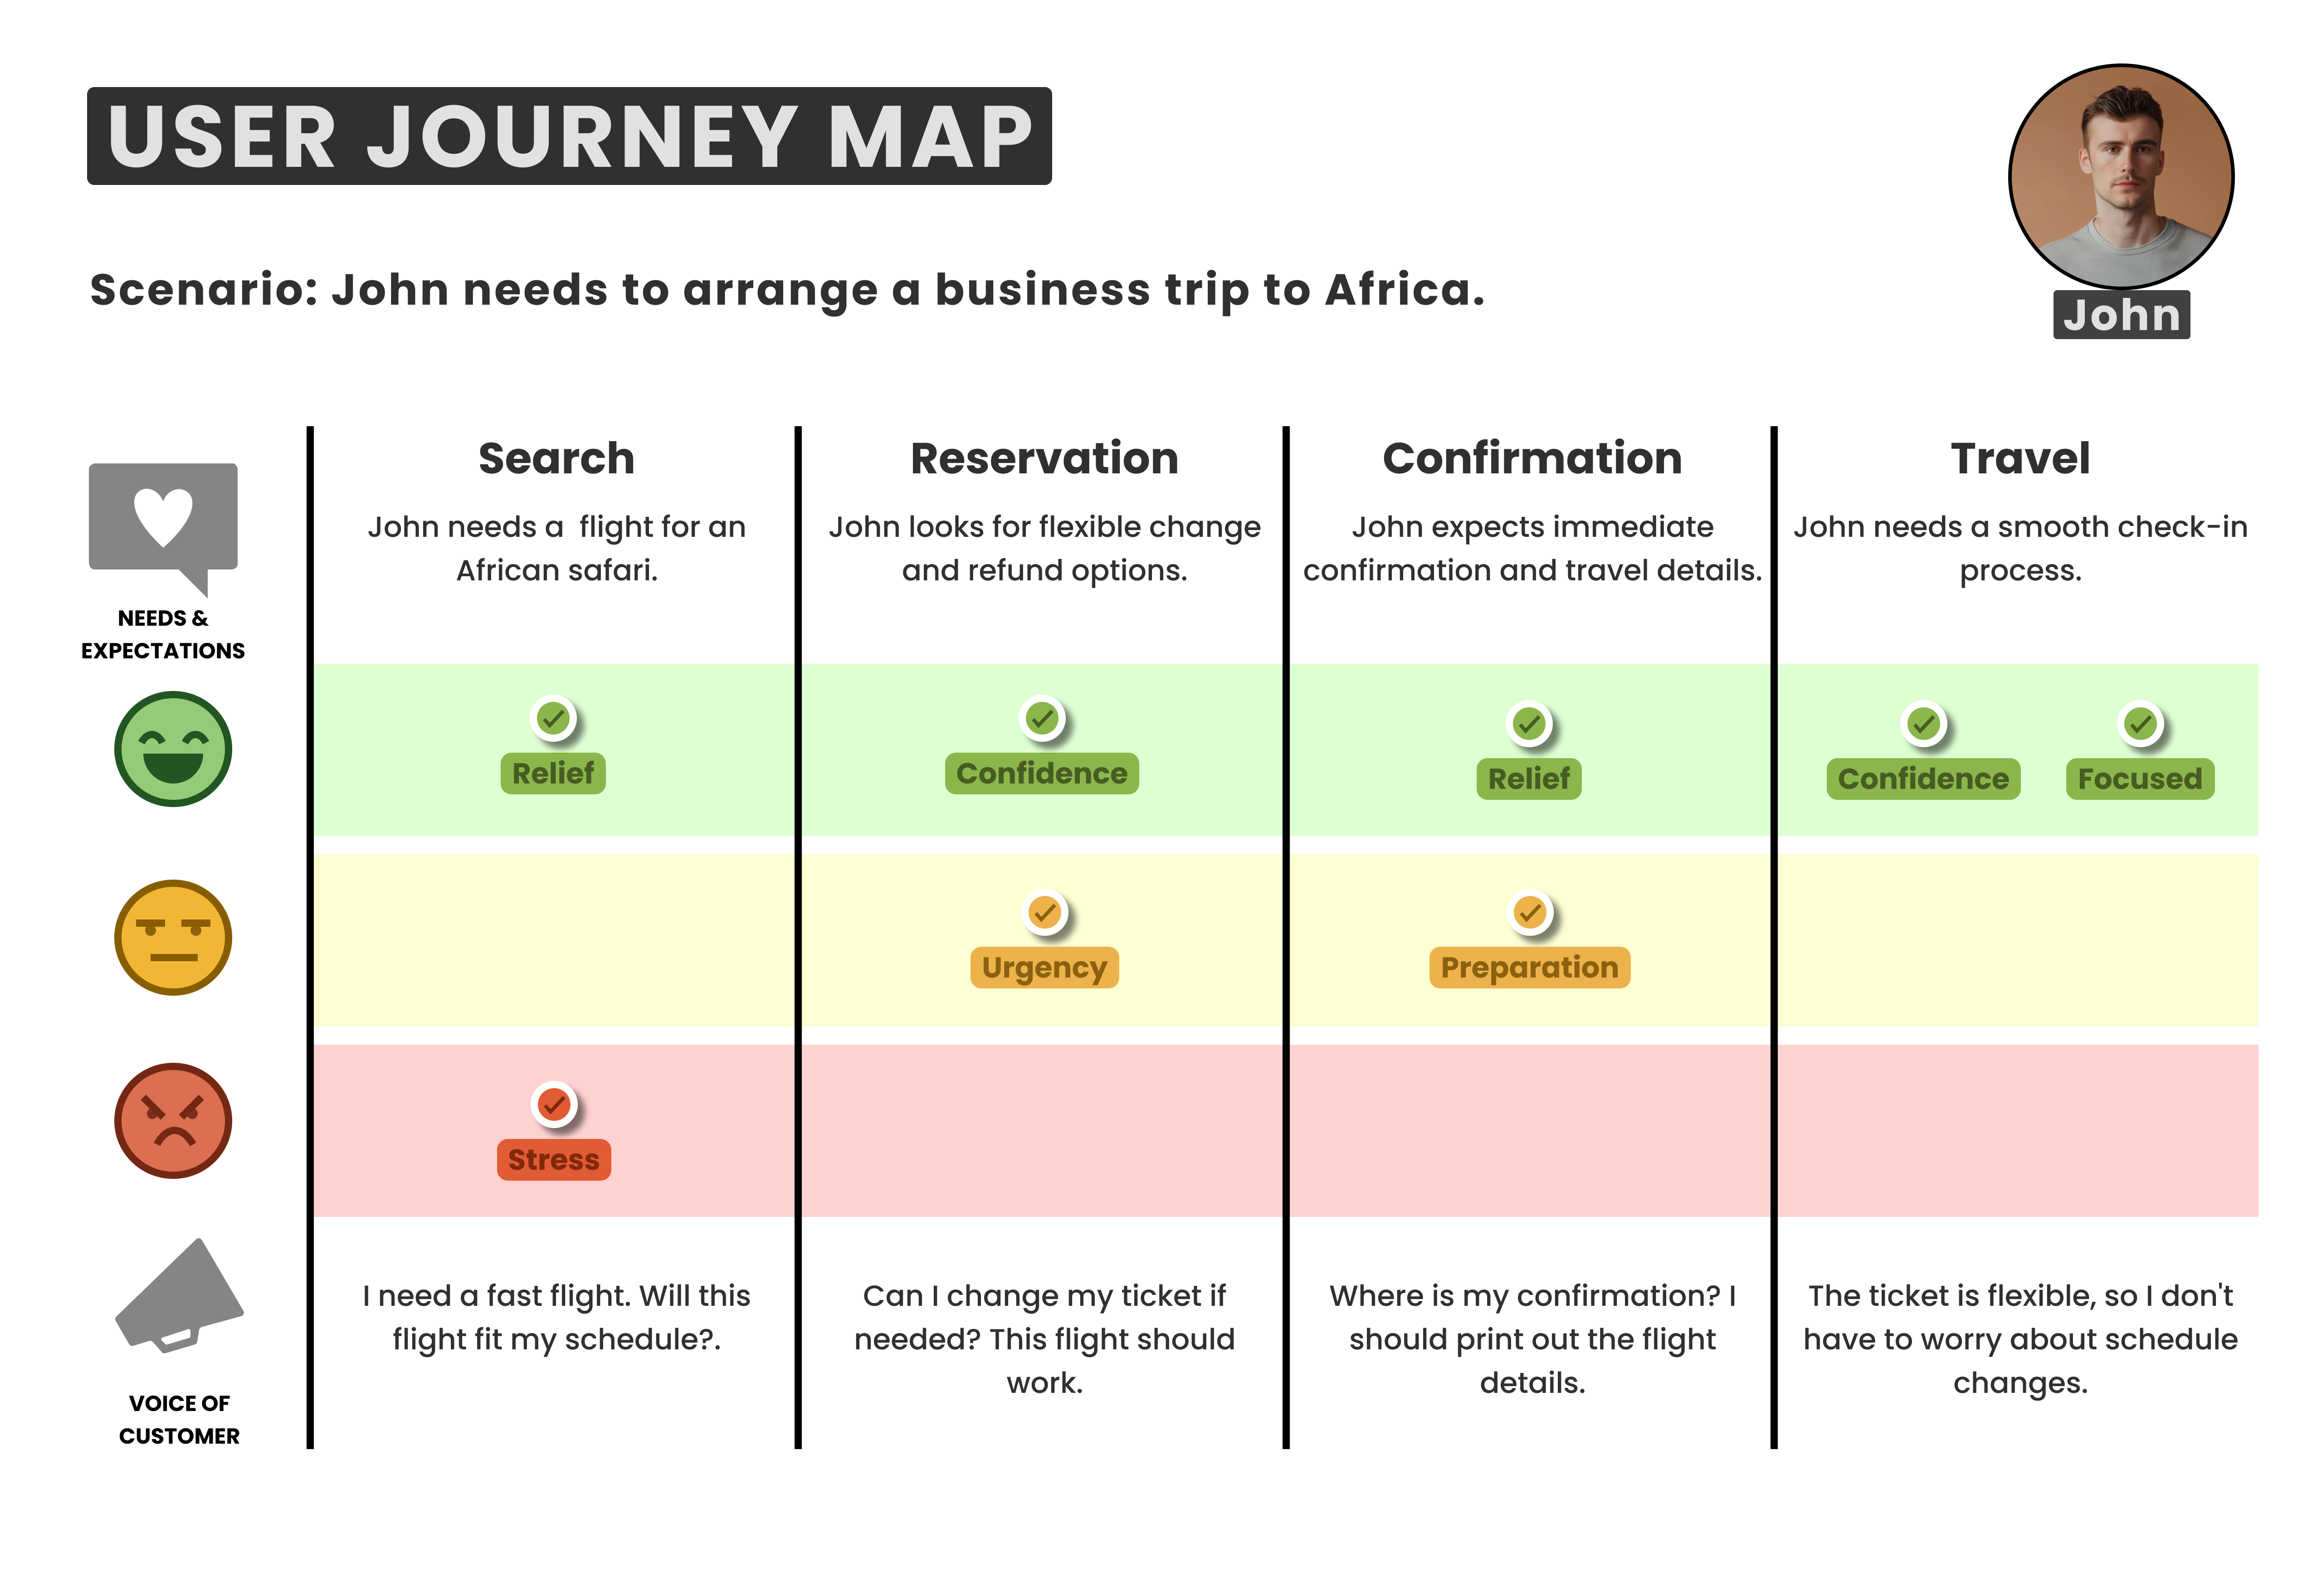 USER JOURNEY MAP
John
Scenario: John needs to arrange a business trip to Africa.
NEEDS &
EXPECTATIONS
Search
John needs a  flight for an
African safari.
Reservation
John looks for flexible change
and refund options.
Confirmation
John expects immediate
confirmation and travel details.
Travel
John needs a smooth check-in
process.
Relief
Confidence
Relief
Confidence
Focused
Urgency
Preparation
Stress
VOICE OF
CUSTOMER
I need a fast flight. Will this
flight fit my schedule?.
Can I change my ticket if
needed? This flight should
work.
Where is my confirmation? I
should print out the flight
details.
The ticket is flexible, so I don't
have to worry about schedule
changes.